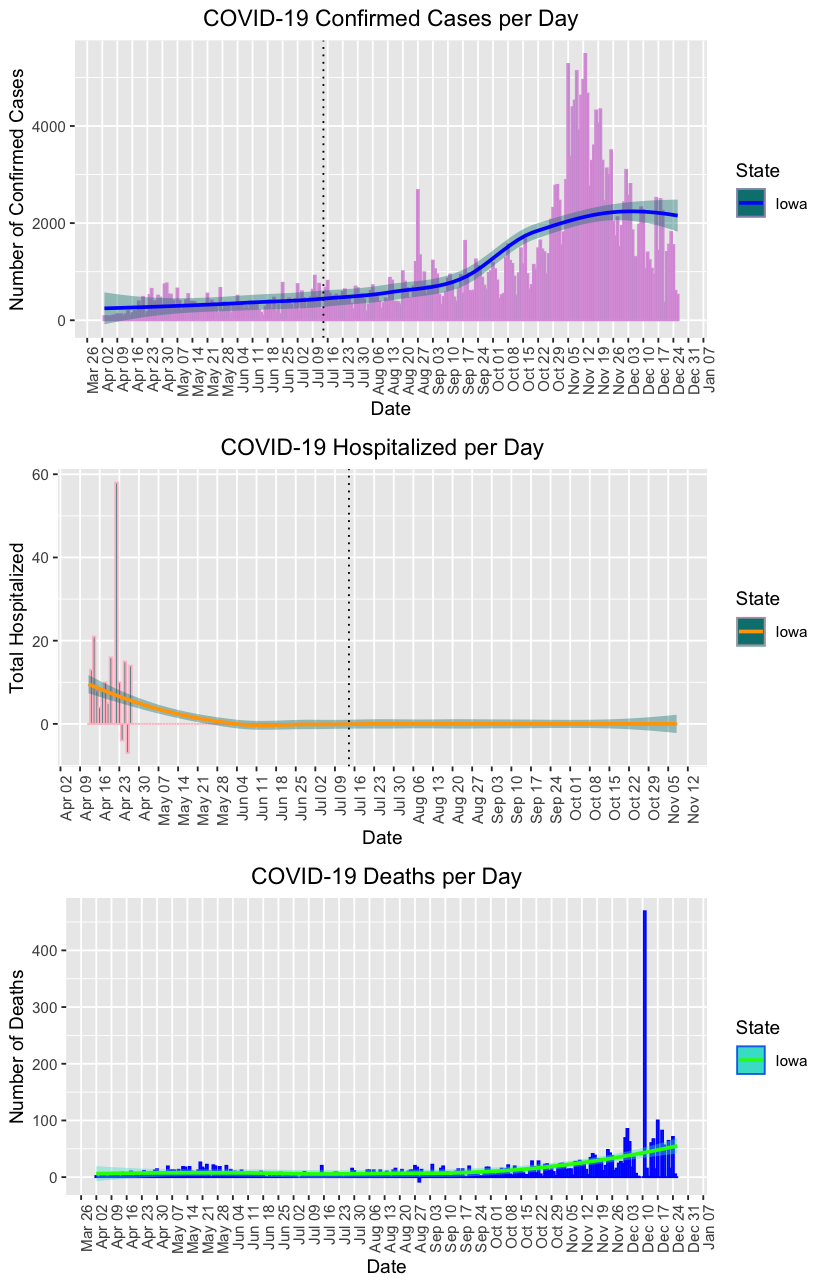 COVID-19 Confirmed Cases per Day
Number of Confirmed Cases
4000
2000
0
Mar 26 Apr 02 Apr 09 Apr 16 Apr 23 Apr 30 May 07 May 14 May 21 May 28 Jun 04 Jun 11 Jun 18 Jun 25 Jul 02 Jul 09 Jul 16 Jul 23 Jul 30 Aug 06 Aug 13 Aug 20 Aug 27 Sep 03 Sep 10 Sep 17 Sep 24 Oct 01 Oct 08 Oct 15 Oct 22 Oct 29 Nov 05 Nov 12 Nov 19 Nov 26 Dec 03 Dec 10 Dec 17 Dec 24 Dec 31 Jan 07
Date
State
Iowa
COVID-19 Hospitalized per Day
Total Hospitalized
60
40
20
0
Apr 02 Apr 09 Apr 16 Apr 23 Apr 30 May 07 May 14 May 21 May 28 Jun 04 Jun 11 Jun 18 Jun 25 Jul 02 Jul 09 Jul 16 Jul 23 Jul 30 Aug 06 Aug 13 Aug 20 Aug 27 Sep 03 Sep 10 Sep 17 Sep 24 Oct 01 Oct 08 Oct 15 Oct 22 Oct 29 Nov 05 Nov 12
Date
State
Iowa
COVID-19 Deaths per Day
Number of Deaths
400
300
200
100
0
Mar 26 Apr 02 Apr 09 Apr 16 Apr 23 Apr 30 May 07 May 14 May 21 May 28 Jun 04 Jun 11 Jun 18 Jun 25 Jul 02 Jul 09 Jul 16 Jul 23 Jul 30 Aug 06 Aug 13 Aug 20 Aug 27 Sep 03 Sep 10 Sep 17 Sep 24 Oct 01 Oct 08 Oct 15 Oct 22 Oct 29 Nov 05 Nov 12 Nov 19 Nov 26 Dec 03 Dec 10 Dec 17 Dec 24 Dec 31 Jan 07
Date
State
Iowa